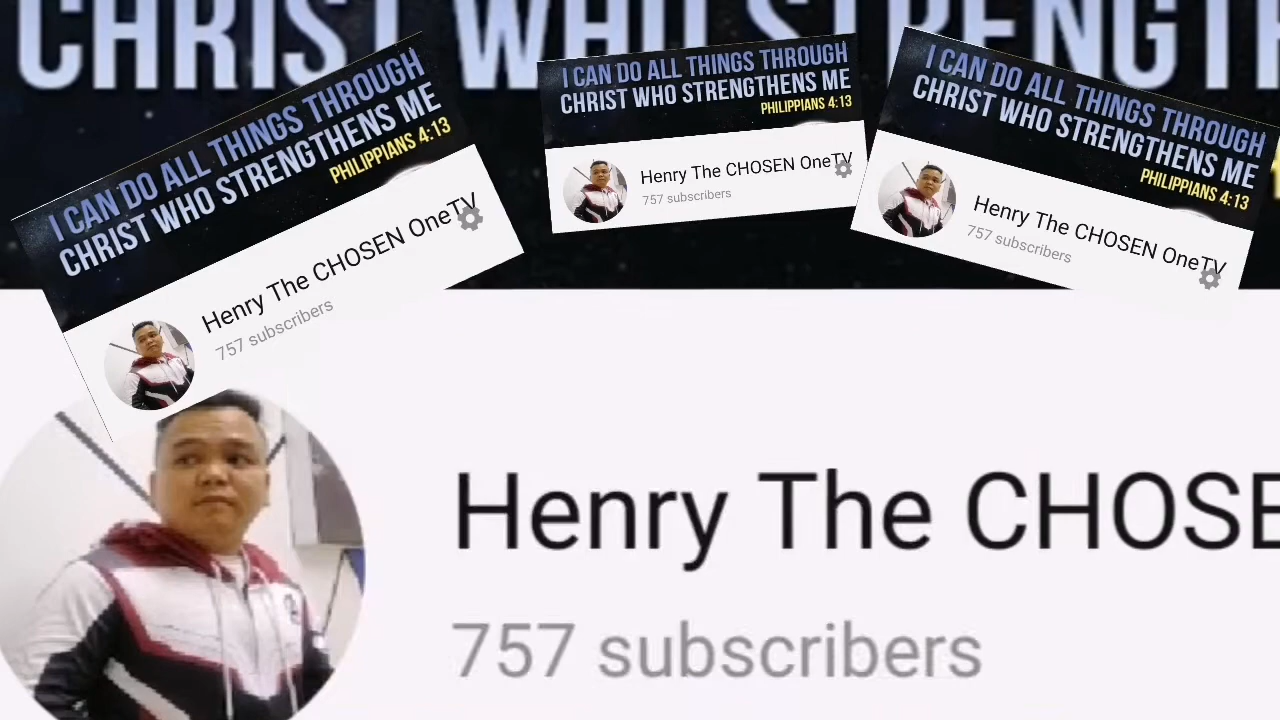 CHRIST WHO STRENGTH
I CAN DO ALL THINGS THROUGH
CHRIST WHO STRENGTHENS ME
PHILIPPIANS 4:13
Henry The CHOSEN OneTV
757 subscribers
I CAN DO ALL THINGS THROUGH
CHRIST WHO STRENGTHENS ME
PHILIPPIANS 4:13
Henry The CHOSEN OneTV
757 subscribers
I CAN DO ALL THINGS THROUGH
CHRIST WHO STRENGTHENS ME
PHILIPPIANS 4:13
Henry The CHOSEN OneTV
757 subscribers
Henry The CHOSE
757 subscribers